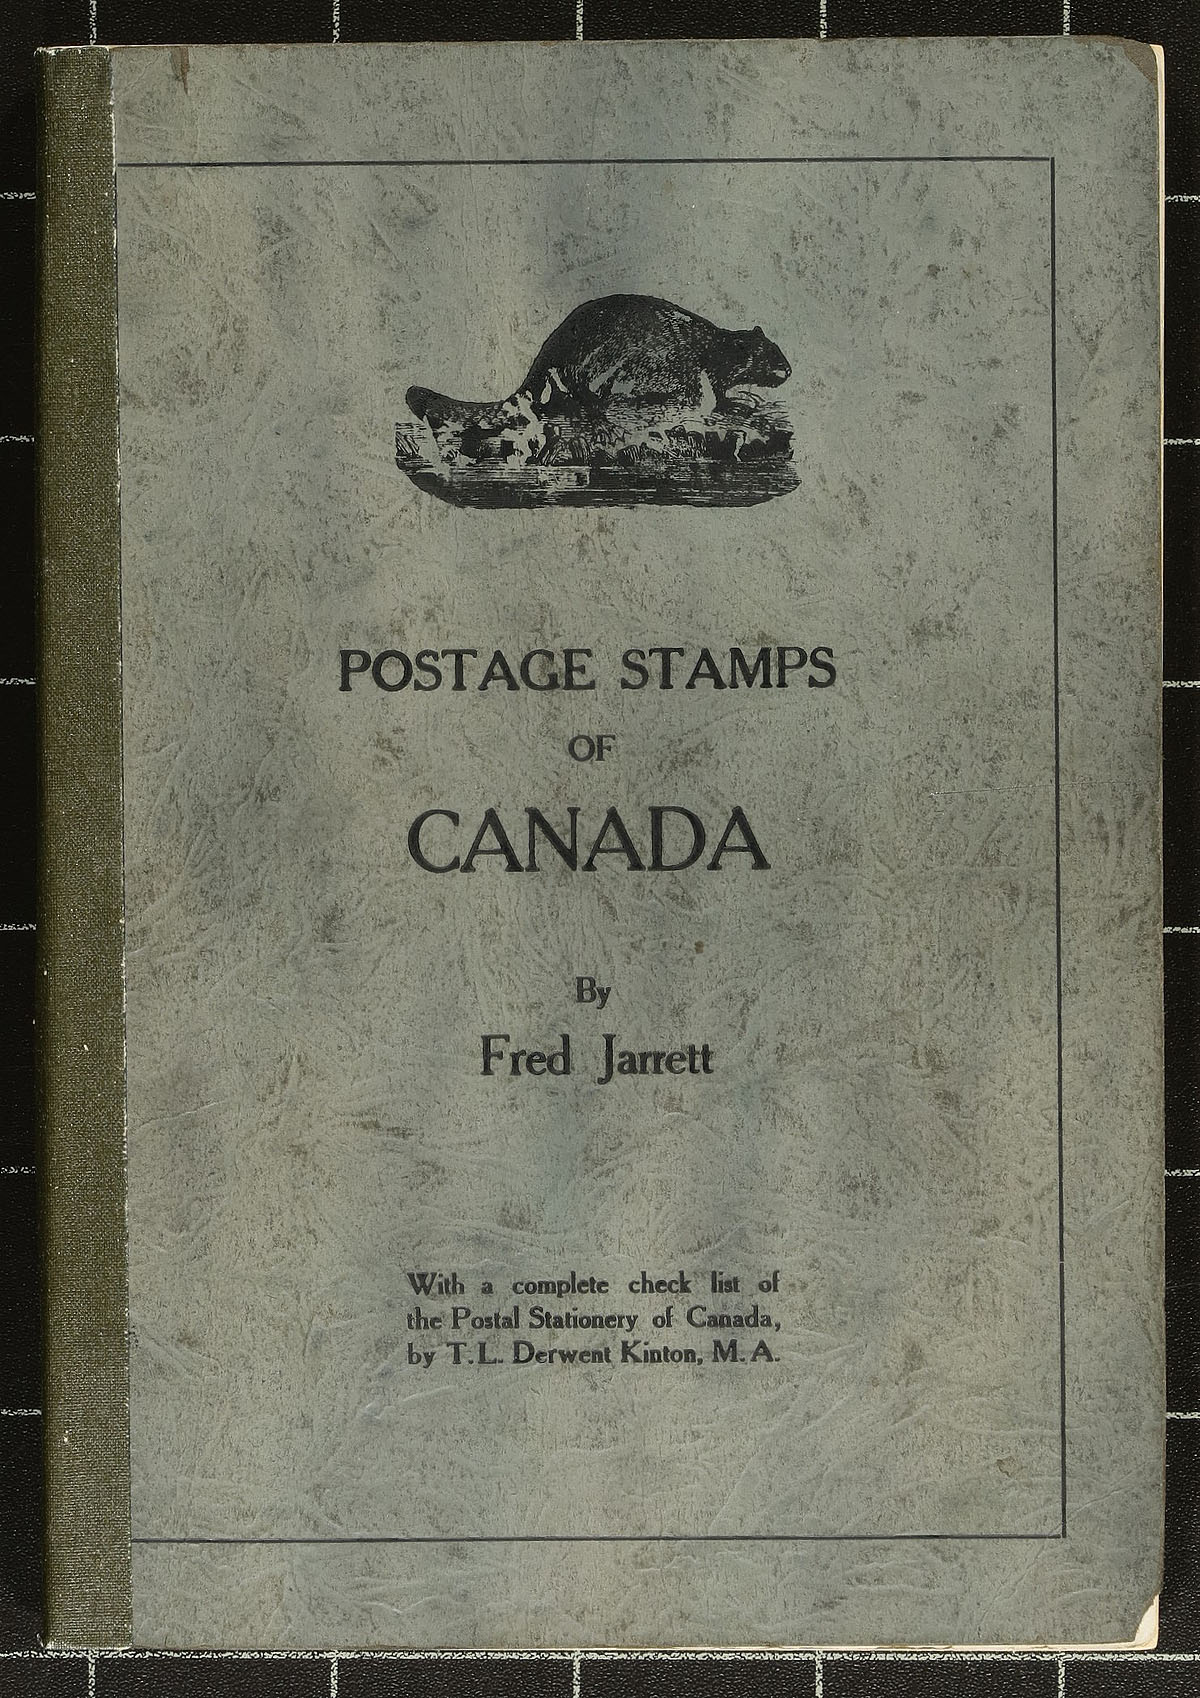 POSTAGE STAMPS
OF
CANADA
By
Fred Jarrett
With a complete check list of
the Postal Stationery of Canada,
by T. L. Derwent Kinton, M. A.